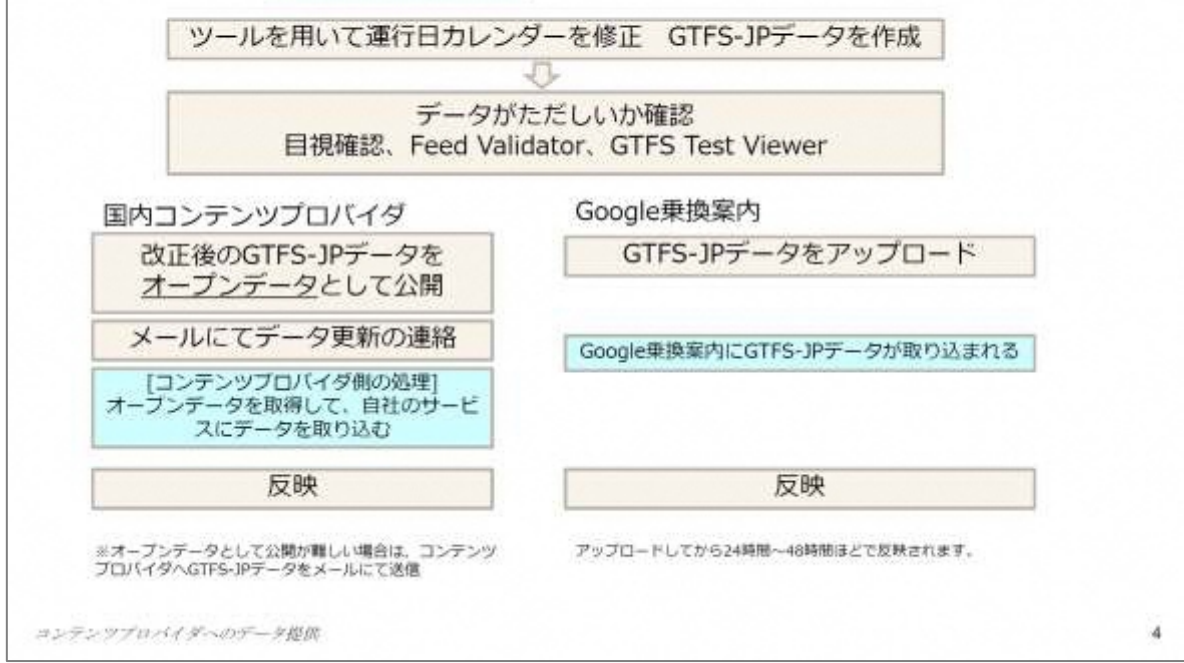 ツールを用いて運行日カレンダーを修正　GTFS-JPデータを作成
データがただしいか確認
目視確認、Feed Validator、GTFS Test Viewer
国内コンテンツプロバイダ
改正後のGTFS-JPデータを
オープンデータとして公開
メールにてデータ更新の連絡
[コンテンツプロバイダ側の処理]
オープンデータを取得して、自社のサービ
スにデータを取り込む
反映
※オープンデータとして公開が難しい場合は、コンテンツ
プロバイダへGTFS-JPデータをメールにて送信
Google乗換案内
GTFS-JPデータをアップロード
Google乗換案内にGTFS-JPデータが取り込まれる
反映
アップロードしてから24時間～48時間ほどで反映されます。
コンテンツプロバイダへのデータ提供
4